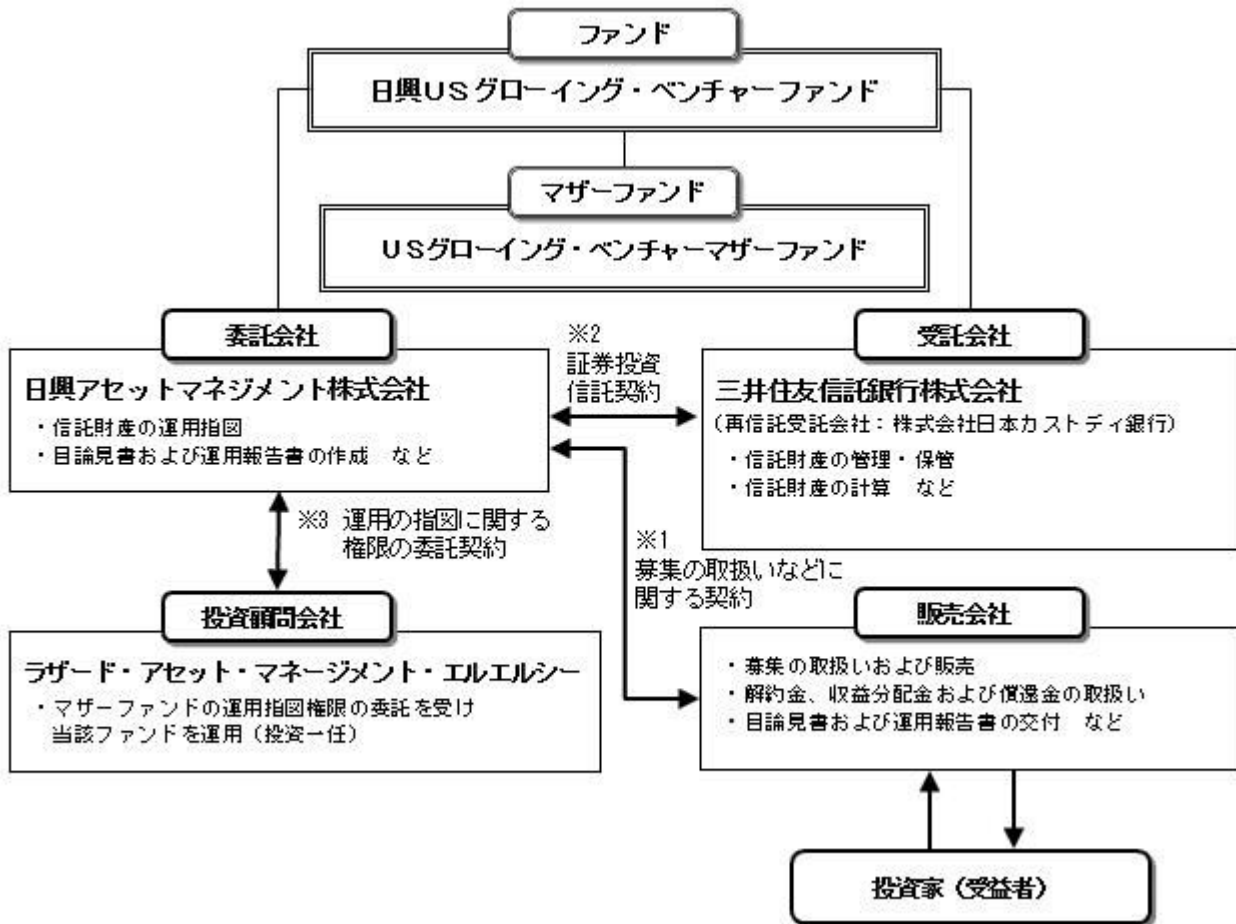 ファンド
日興USグローイング・ベンチャーファンド
マザーファンド
USグローイング・ベンチャーマザーファンド
委託会社
日興アセットマネジメント株式会社
・信託財産の運用指図
・目論見書および運用報告書の作成　など
※2
証券投資
信託契約
受託会社
三井住友信託銀行株式会社
（再信託受託会社：株式会社日本カストディ銀行）
・信託財産の管理・保管
・信託財産の計算　など
※3 運用の指図に関する
権限の委託契約
※1
募集の取扱いなどに
関する契約
投資顧問会社
ラザード・アセット・マネージメント・エルエルシー
・マザーファンドの運用指図権限の委託を受け
当該ファンドを運用（投資一任）
販売会社
・募集の取扱いおよび販売
・解約金、収益分配金および償還金の取扱い
・目論見書および運用報告書の交付　など
投資家（受益者）